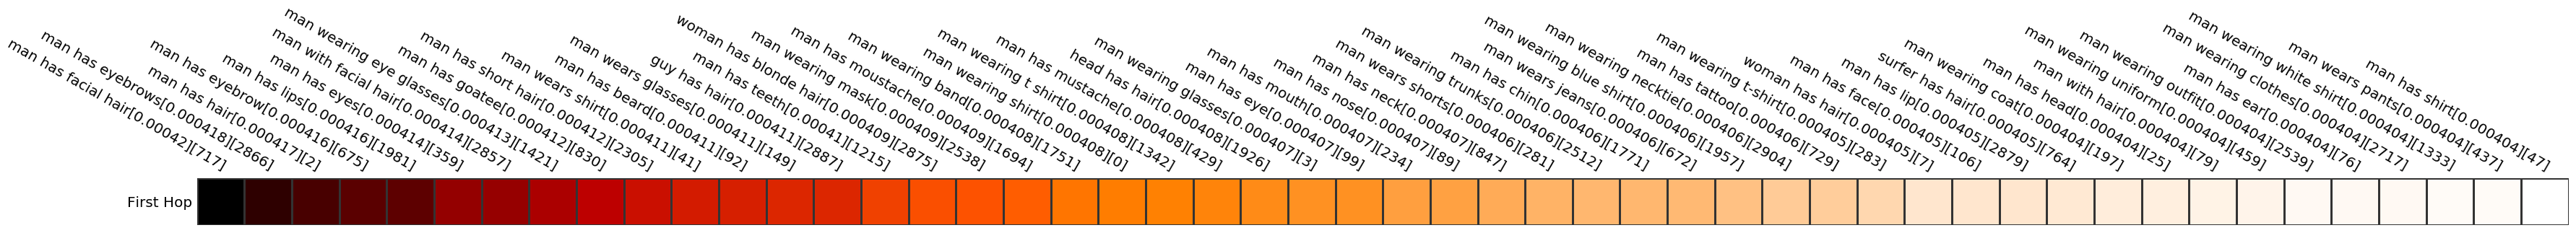 man has facial hair[0.00042][717]
man has eyebrows[0.000418][2866]
man has hair[0.000417][2]
man has eyebrow[0.000416][675]
man has lips[0.000416][1981]
man has eyes[0.000414][359]
man with facial hair[0.000414][2857]
man wearing eye glasses[0.000413][1421]
man has goatee[0.000412][830]
man has short hair[0.000412][2305]
man wears shirt[0.000411][41]
man has beard[0.000411][92]
man wears glasses[0.000411][149]
guy has hair[0.000411][2887]
man has teeth[0.00041][1215]
woman has blonde hair[0.000409][2875]
man wearing mask[0.000409][2538]
man has moustache[0.000409][1694]
man wearing band[0.000408][1751]
man wearing shirt[0.000408][0]
man wearing t shirt[0.000408][1342]
man has mustache[0.000408][429]
head has hair[0.000408][1926]
man wearing glasses[0.000407][3]
man has eye[0.000407][99]
man has mouth[0.000407][234]
man has nose[0.000407][89]
man has neck[0.000407][847]
man wears shorts[0.000406][281]
man wearing trunks[0.000406][2512]
man has chin[0.000406][1771]
man wears jeans[0.000406][672]
man wearing blue shirt[0.000406][1957]
man wearing necktie[0.000406][2904]
man has tattoo[0.000406][729]
man wearing t-shirt[0.000405][283]
woman has hair[0.000405][7]
man has face[0.000405][106]
man has lip[0.000405][2879]
surfer has hair[0.000405][764]
man wearing coat[0.000404][197]
man has head[0.000404][25]
man with hair[0.000404][79]
man wearing uniform[0.000404][459]
man wearing outfit[0.000404][2539]
man has ear[0.000404][76]
man wearing clothes[0.000404][2717]
man wearing white shirt[0.000404][1333]
man wears pants[0.000404][437]
man has shirt[0.000404][47]
First Hop